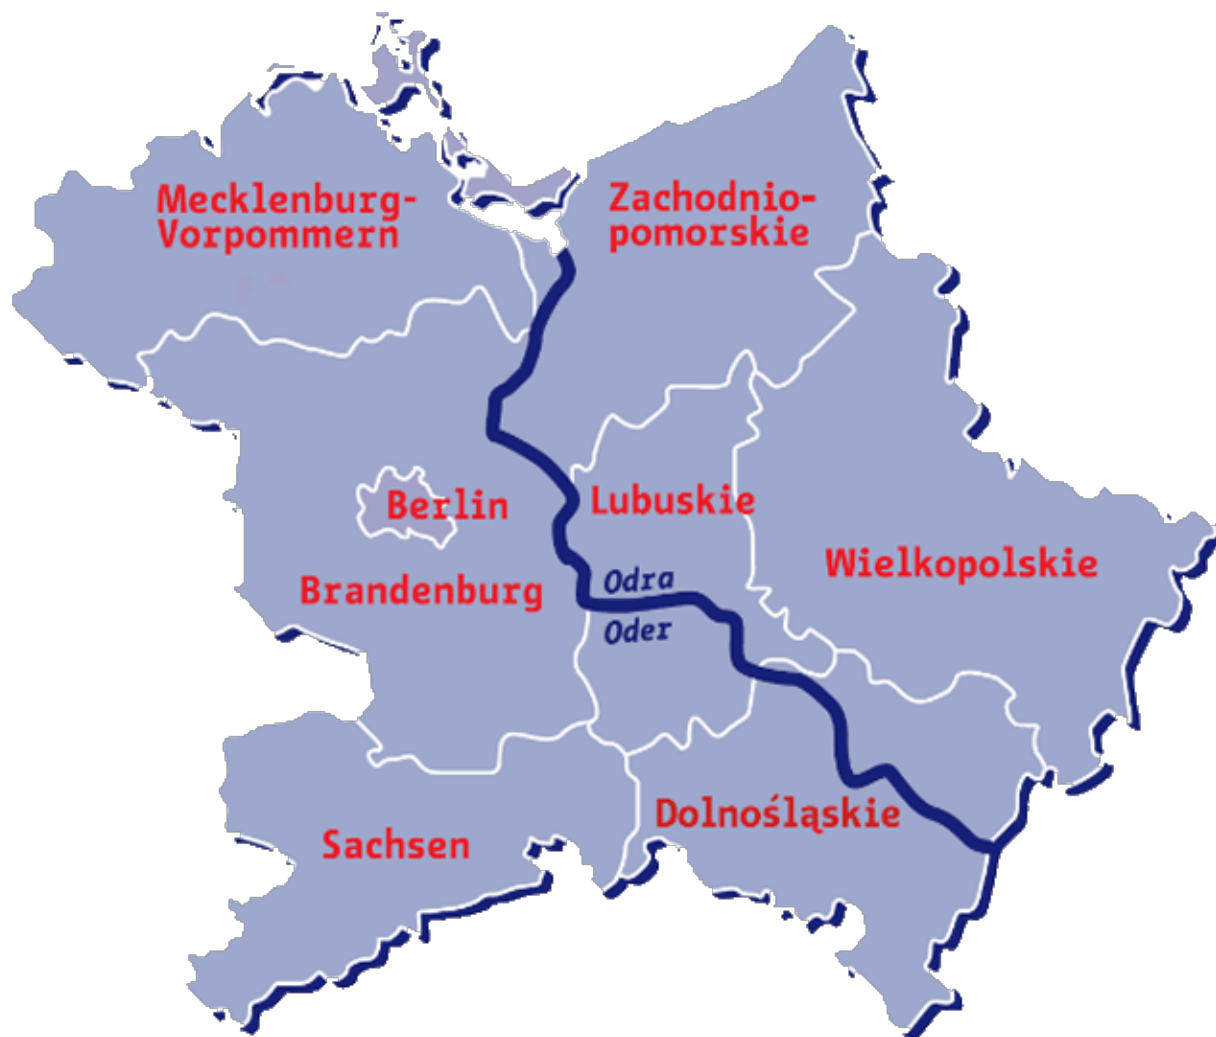 Mecklenburg-
Vorpommern
Zachodnio-
pomorskie
Berlin
Lubuskie
Wielkopolskie
Brandenburg
Odra
Oder
Dolnośląskie
Sachsen